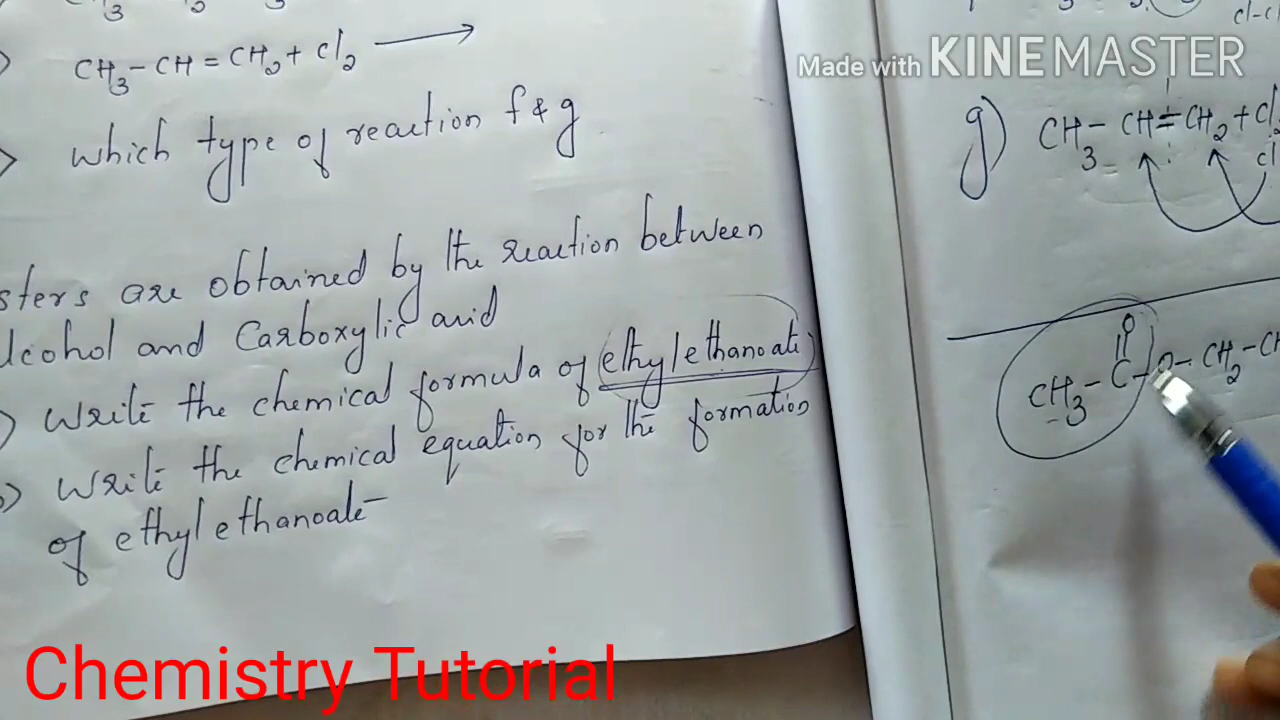 CH3-CH=CH2+Cl2 ⟶
which type of reaction f & g
sters are obtained by the reaction between
lcohol and Carboxylic acid
) Write the chemical formula of (ethylethanoate)
) Write the chemical equation for the formation
of ethylethanoate
Chemistry Tutorial
Made with KINEMASTER
g) CH3-CH=CH2+Cl2
O
CH3-C-O-CH2-CH